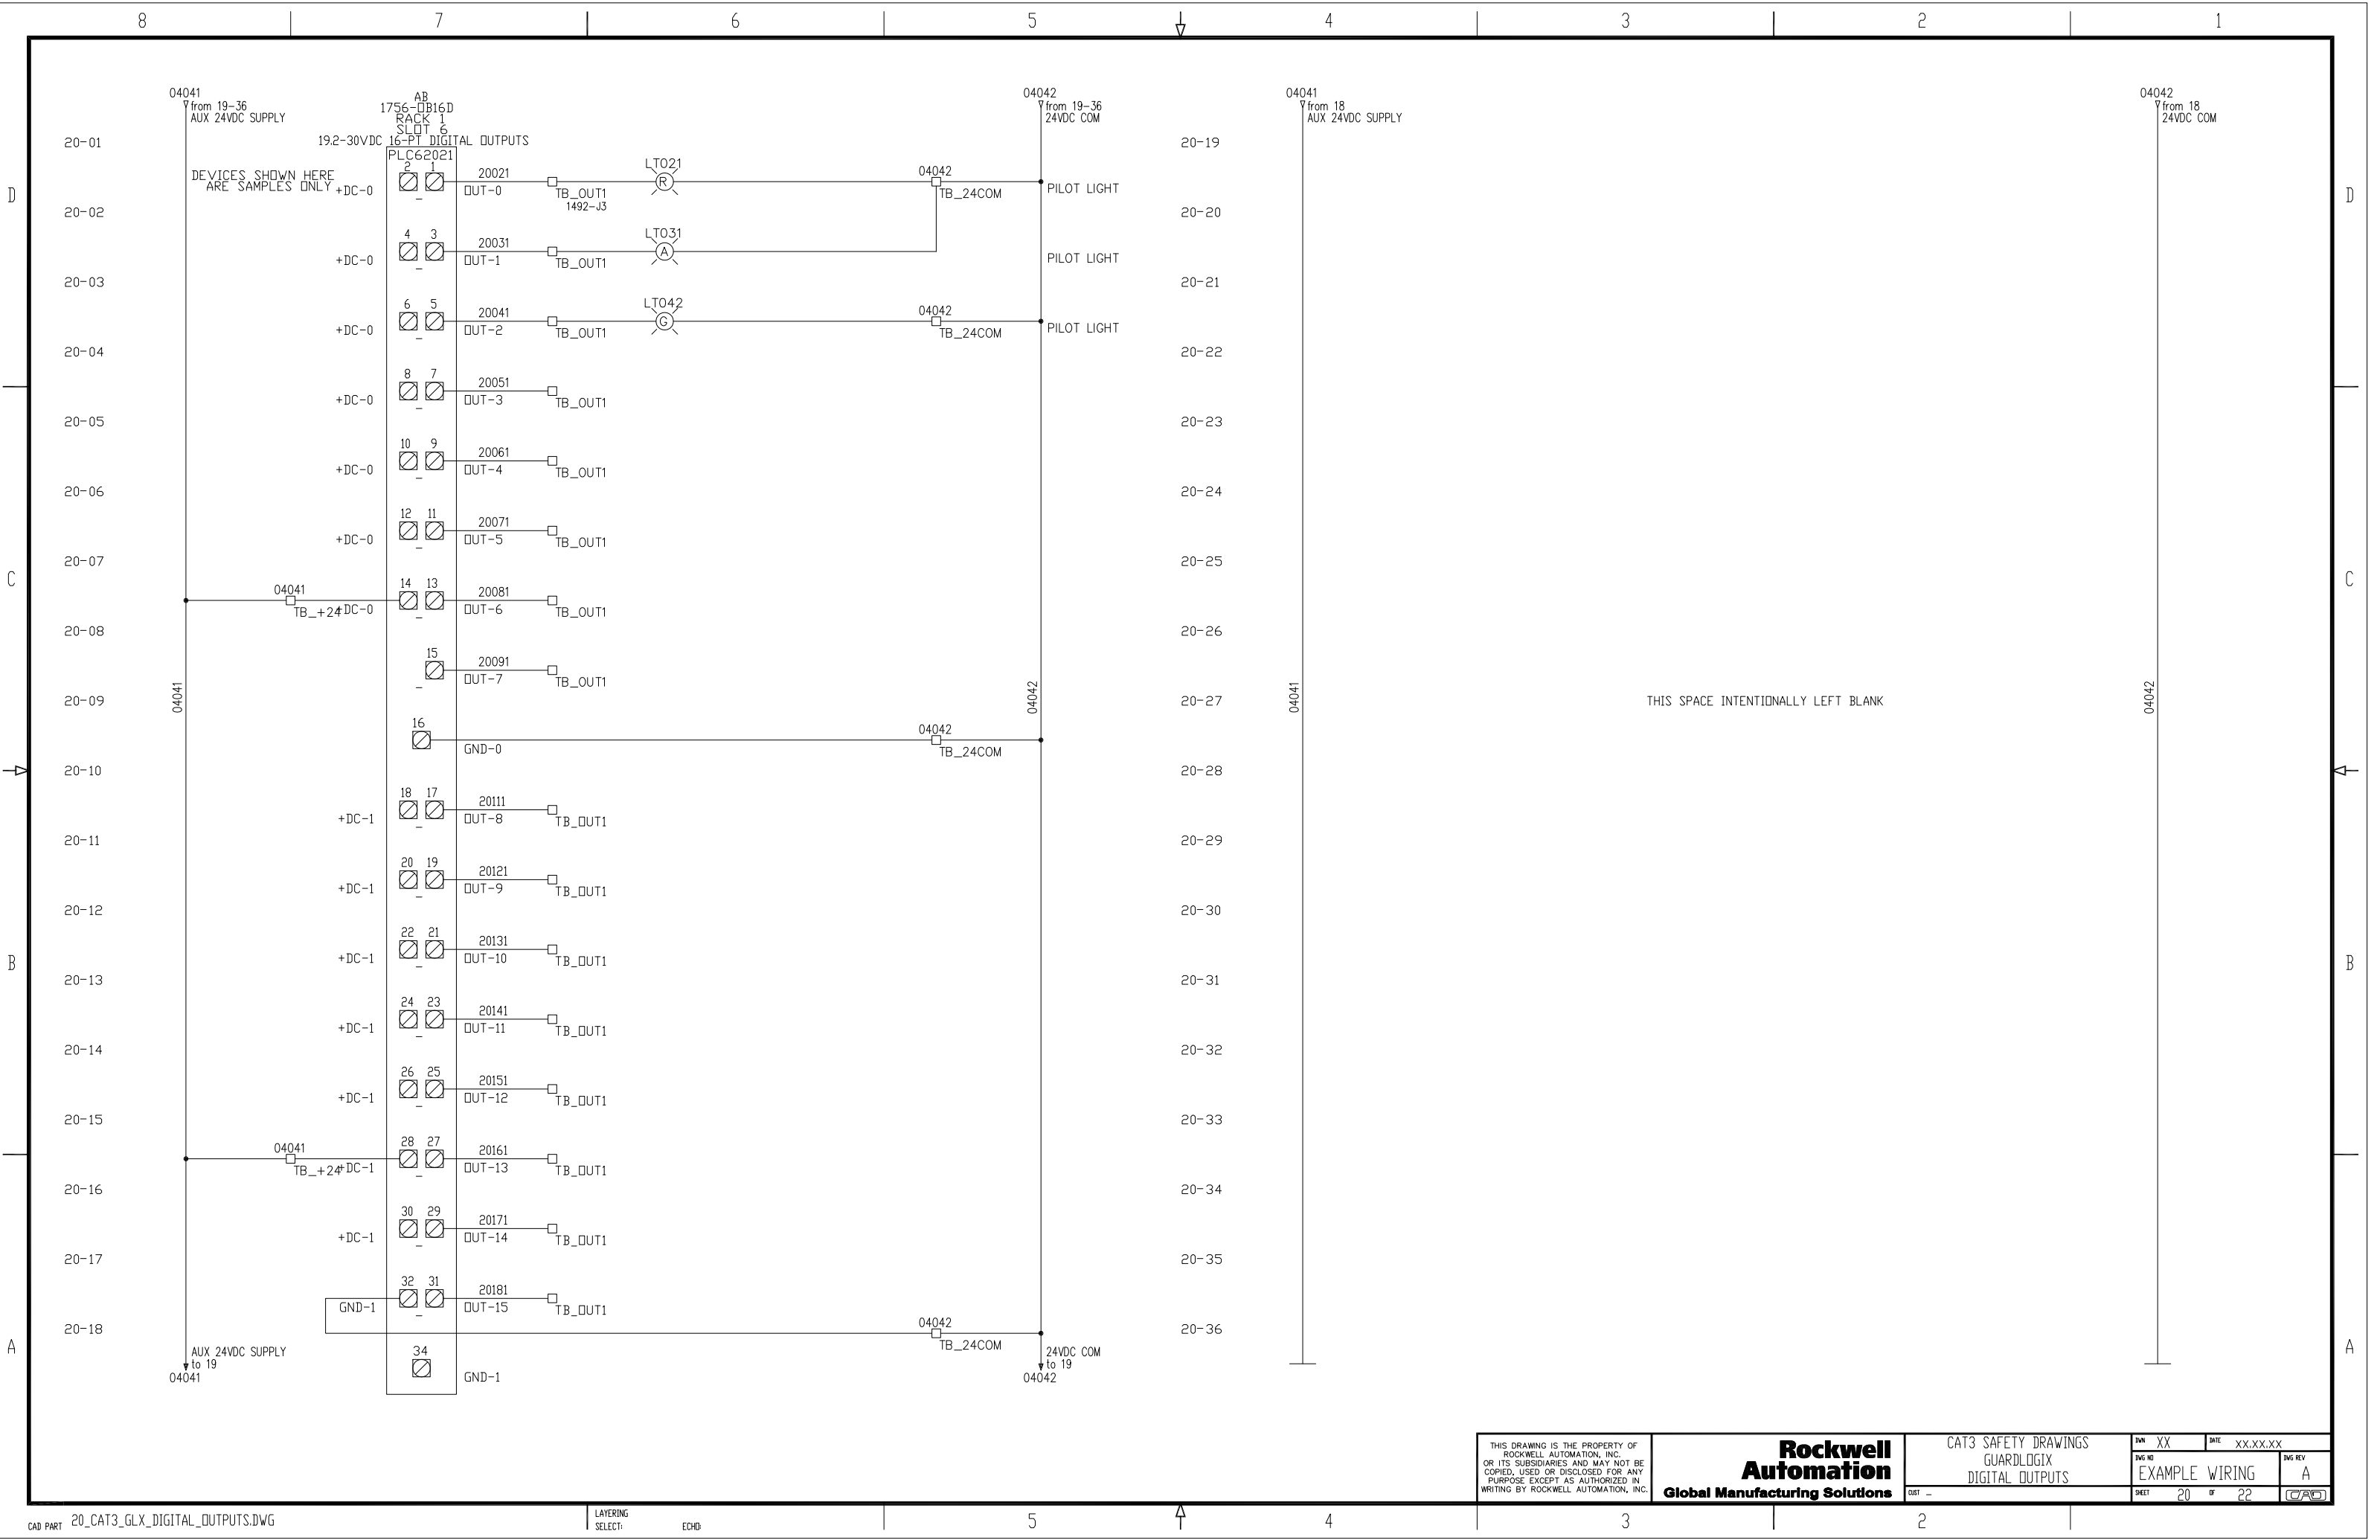 8 7 6 5 4 3 2 1
04041
from 19-36
AUX 24VDC SUPPLY
AB
1756-OB16D
RACK 1
SLOT 6
19.2-30VDC 16-PT DIGITAL OUTPUTS
PLC62021
04042
from 19-36
24VDC COM
04041
from 18
AUX 24VDC SUPPLY
04042
from 18
24VDC COM
20-01
20-19
DEVICES SHOWN HERE
ARE SAMPLES ONLY
D
+DC-0
2 1
20021
OUT-0
TB_OUT1
1492-J3
LT021
R
04042
TB_24COM
PILOT LIGHT
D
20-02
20-20
+DC-0
4 3
20031
OUT-1
TB_OUT1
LT031
A
PILOT LIGHT
20-03
20-21
+DC-0
6 5
20041
OUT-2
TB_OUT1
LT042
G
04042
TB_24COM
PILOT LIGHT
20-04
20-22
+DC-0
8 7
20051
OUT-3
TB_OUT1
20-05
20-23
+DC-0
10 9
20061
OUT-4
TB_OUT1
20-06
20-24
+DC-0
12 11
20071
OUT-5
TB_OUT1
20-07
20-25
C
04041
TB_+24
+DC-0
14 13
20081
OUT-6
TB_OUT1
C
20-08
20-26
15
20091
OUT-7
TB_OUT1
04041
04042
04041
04042
20-09
20-27
THIS SPACE INTENTIONALLY LEFT BLANK
16
GND-0
04042
TB_24COM
20-10
20-28
+DC-1
18 17
20111
OUT-8
TB_OUT1
20-11
20-29
+DC-1
20 19
20121
OUT-9
TB_OUT1
20-12
20-30
+DC-1
22 21
20131
OUT-10
TB_OUT1
B
B
20-13
20-31
+DC-1
24 23
20141
OUT-11
TB_OUT1
20-14
20-32
+DC-1
26 25
20151
OUT-12
TB_OUT1
20-15
20-33
04041
TB_+24
+DC-1
28 27
20161
OUT-13
TB_OUT1
20-16
20-34
+DC-1
30 29
20171
OUT-14
TB_OUT1
20-17
20-35
GND-1
32 31
20181
OUT-15
TB_OUT1
20-18
20-36
04042
TB_24COM
A
AUX 24VDC SUPPLY
to 19
04041
34
GND-1
24VDC COM
to 19
04042
A
THIS DRAWING IS THE PROPERTY OF
ROCKWELL AUTOMATION, INC.
OR ITS SUBSIDIARIES AND MAY NOT BE
COPIED, USED OR DISCLOSED FOR ANY
PURPOSE EXCEPT AS AUTHORIZED IN
WRITING BY ROCKWELL AUTOMATION, INC.
Rockwell
Automation
Global Manufacturing Solutions
CAT3 SAFETY DRAWINGS
GUARDLOGIX
DIGITAL OUTPUTS
CUST -
DWN XX
DATE XX.XX.XX
DWG NO
EXAMPLE WIRING
DWG REV
A
SHEET 20 OF 22
CAD
CAD PART 20_CAT3_GLX_DIGITAL_OUTPUTS.DWG
LAYERING
SELECT: ECHO:
5 4 3 2